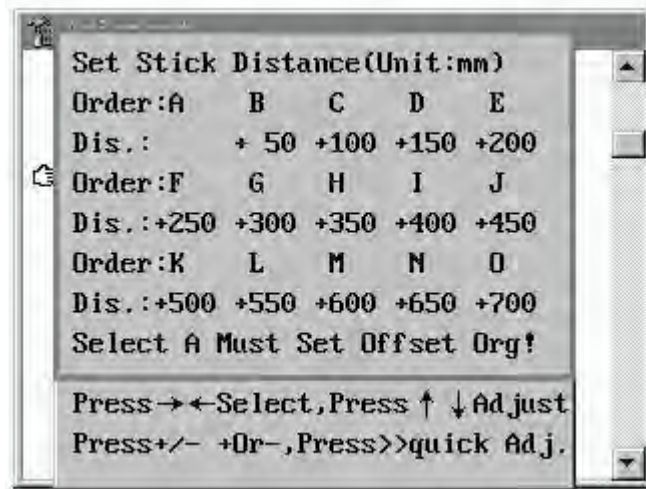 Set Stick Distance(Unit:mm)
Order:A B C D E
Dis.: + 50 +100 +150 +200
Order:F G H I J
Dis.:+250 +300 +350 +400 +450
Order:K L M N O
Dis.:+500 +550 +600 +650 +700
Select A Must Set Offset Org!
Press→←Select,Press ↑ ↓Adjust
Press+/- +Or-,Press>>quick Adj.